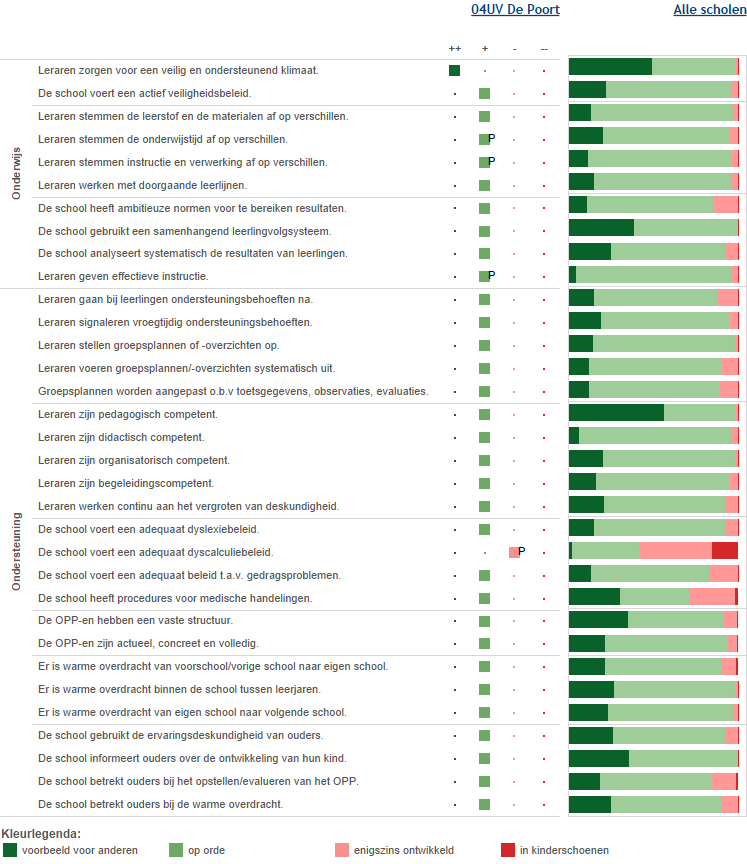 04UV De Poort Alle scholen
++ + - --
Onderwijs
Leraren zorgen voor een veilig en ondersteunend klimaat.
De school voert een actief veiligheidsbeleid.
Leraren stemmen de leerstof en de materialen af op verschillen.
Leraren stemmen de onderwijstijd af op verschillen. P
Leraren stemmen instructie en verwerking af op verschillen. P
Leraren werken met doorgaande leerlijnen.
De school heeft ambitieuze normen voor te bereiken resultaten.
De school gebruikt een samenhangend leerlingvolgsysteem.
De school analyseert systematisch de resultaten van leerlingen.
Leraren geven effectieve instructie. P
Ondersteuning
Leraren gaan bij leerlingen ondersteuningsbehoeften na.
Leraren signaleren vroegtijdig ondersteuningsbehoeften.
Leraren stellen groepsplannen of -overzichten op.
Leraren voeren groepsplannen/-overzichten systematisch uit.
Groepsplannen worden aangepast o.b.v toetsgegevens, observaties, evaluaties.
Leraren zijn pedagogisch competent.
Leraren zijn didactisch competent.
Leraren zijn organisatorisch competent.
Leraren zijn begeleidingscompetent.
Leraren werken continu aan het vergroten van deskundigheid.
De school voert een adequaat dyslexiebeleid.
De school voert een adequaat dyscalculiebeleid. P
De school voert een adequaat beleid t.a.v. gedragsproblemen.
De school heeft procedures voor medische handelingen.
De OPP-en hebben een vaste structuur.
De OPP-en zijn actueel, concreet en volledig.
Er is warme overdracht van voorschool/vorige school naar eigen school.
Er is warme overdracht binnen de school tussen leerjaren.
Er is warme overdracht van eigen school naar volgende school.
De school gebruikt de ervaringsdeskundigheid van ouders.
De school informeert ouders over de ontwikkeling van hun kind.
De school betrekt ouders bij het opstellen/evalueren van het OPP.
De school betrekt ouders bij de warme overdracht.
Kleurlegenda:
voorbeeld voor anderen op orde enigszins ontwikkeld in kinderschoenen